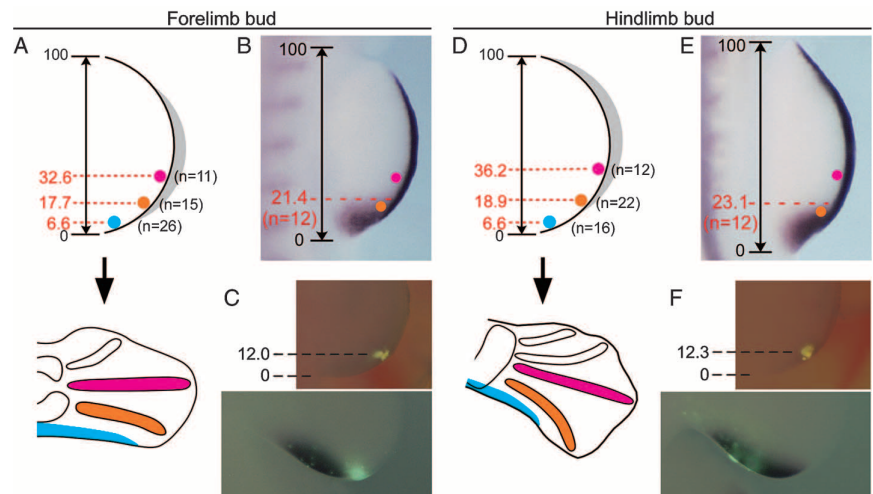 Forelimb bud
Hindlimb bud
A
100
32.6
(n=11)
17.7
(n=15)
6.6
(n=26)
0
B
100
21.4
(n=12)
0
C
12.0
0
D
100
36.2
(n=12)
18.9
(n=22)
6.6
(n=16)
0
E
100
23.1
(n=12)
0
F
12.3
0